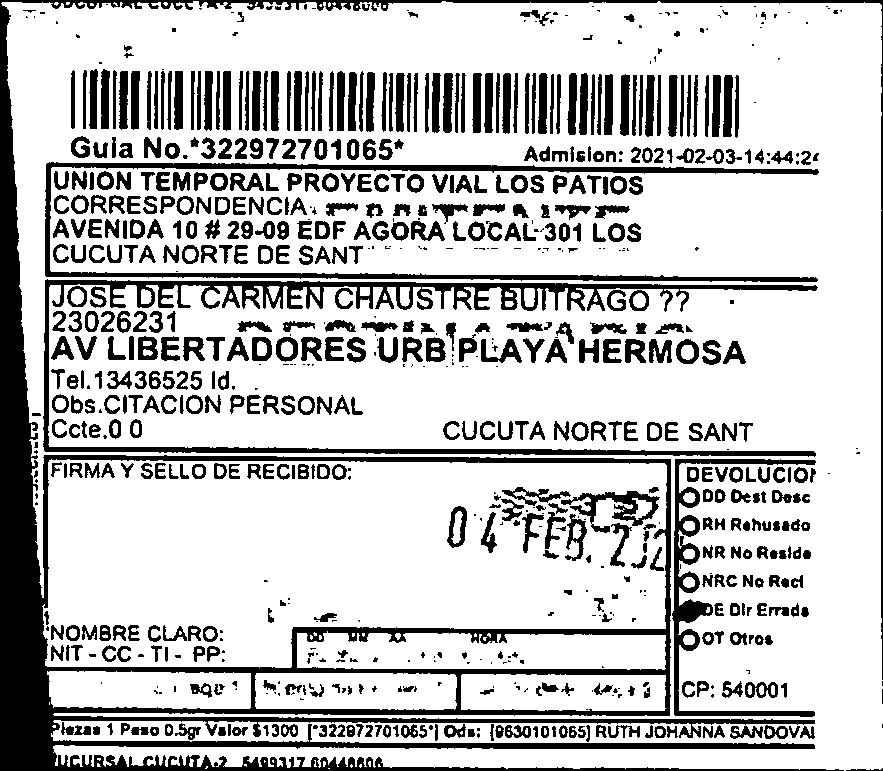 Guia No.*322972701065*
Admision: 2021-02-03-14:44:24
UNION TEMPORAL PROYECTO VIAL LOS PATIOS
CORRESPONDENCIA
AVENIDA 10 # 29-09 EDF AGORA LOCAL 301 LOS
CUCUTA NORTE DE SANT
JOSE DEL CARMEN CHAUSTRE BUITRAGO ??
23026231
AV LIBERTADORES URB PLAYA HERMOSA
Tel.13436525 Id.
Obs.CITACION PERSONAL
Ccte.0 0
CUCUTA NORTE DE SANT
FIRMA Y SELLO DE RECIBIDO:
04 FEB. 202
NOMBRE CLARO:
NIT - CC - TI - PP:
DD MM AA HORA
DEVOLUCION
DD Dest Desc
RH Rehusado
NR No Reside
NRC No Recl
DE Dir Errada
OT Otros
CP: 540001
Piezas 1 Peso 0.5gr Valor $1300 [*322972701065*] Ods: [9630101065] RUTH JOHANNA SANDOVAL
SUCURSAL CUCUTA-2 5499317 60448606